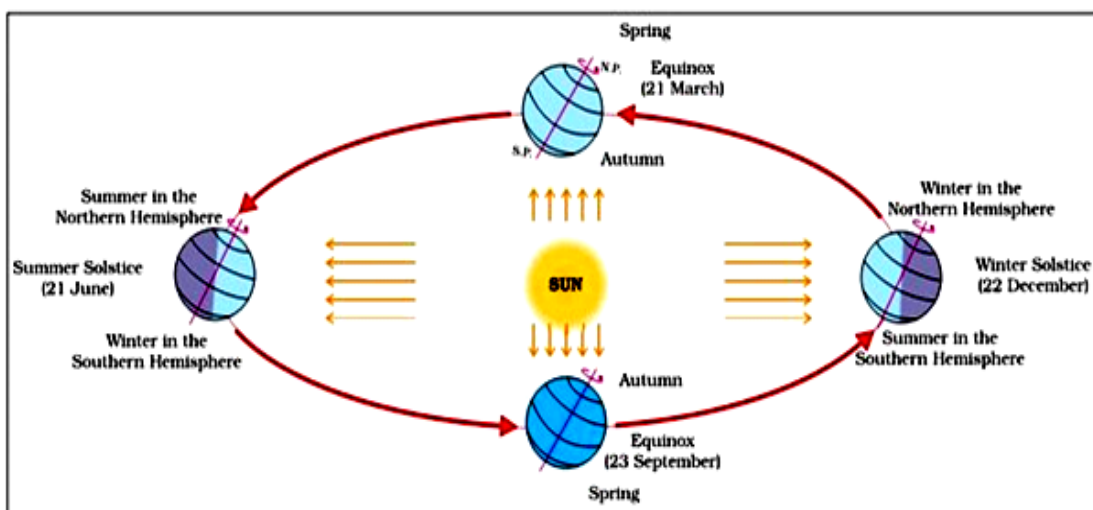 Spring
N.P.
Equinox
(21 March)
S.P.
Autumn
Summer in the
Northern Hemisphere
Winter in the
Northern Hemisphere
Summer Solstice
(21 June)
SUN
Winter Solstice
(22 December)
Winter in the
Southern Hemisphere
Summer in the
Southern Hemisphere
Autumn
Equinox
(23 September)
Spring